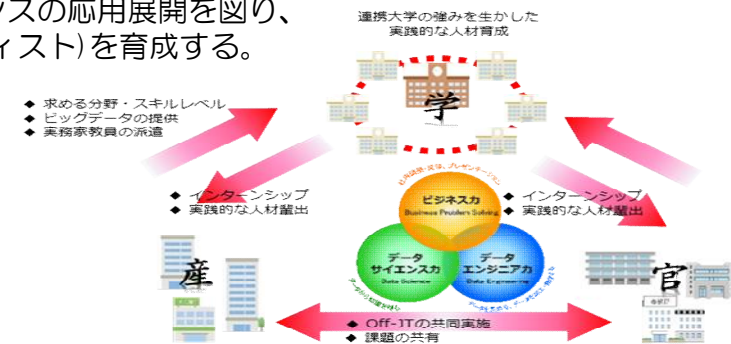 ンスの応用展開を図り、
ィスト)を育成する。
連携大学の強みを生かした
実践的な人材育成
学
◆ 求める分野・スキルレベル
◆ ビッグデータの提供
◆ 実務家教員の派遣
◆ インターンシップ
◆ 実践的な人材輩出
◆ インターンシップ
◆ 実践的な人材輩出
ビジネス力
Business Problem Solving
データ
サイエンス力
Data Science
データ
エンジニア力
Data Engineering
産
官
◆ Off-JTの共同実施
◆ 課題の共有